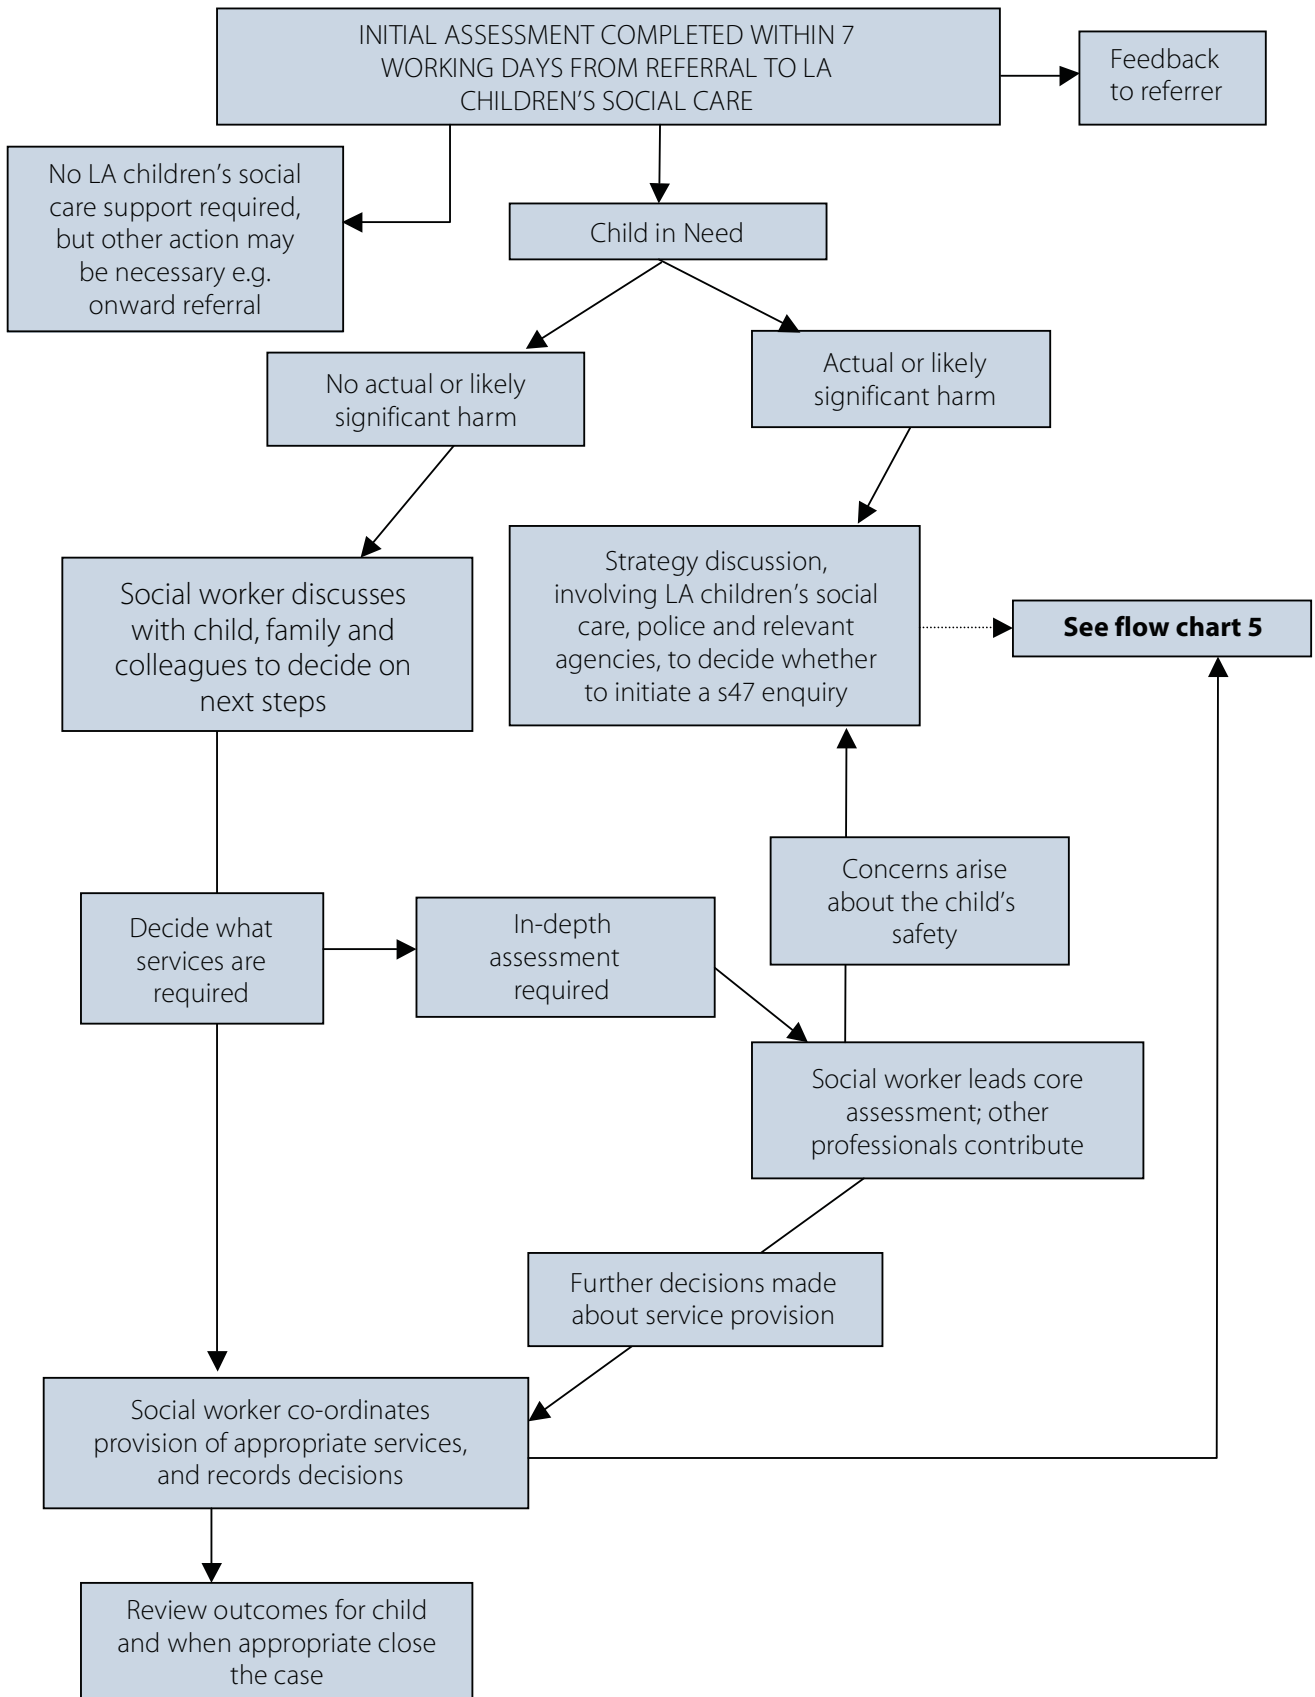 INITIAL ASSESSMENT COMPLETED WITHIN 7
WORKING DAYS FROM REFERRAL TO LA
CHILDREN’S SOCIAL CARE
Feedback
to referrer
No LA children’s social
care support required,
but other action may
be necessary e.g.
onward referral
Child in Need
No actual or likely
significant harm
Actual or likely
significant harm
Social worker discusses
with child, family and
colleagues to decide on
next steps
Strategy discussion,
involving LA children’s social
care, police and relevant
agencies, to decide whether
to initiate a s47 enquiry
See flow chart 5
Concerns arise
about the child’s
safety
Decide what
services are
required
In-depth
assessment
required
Social worker leads core
assessment; other
professionals contribute
Further decisions made
about service provision
Social worker co-ordinates
provision of appropriate services,
and records decisions
Review outcomes for child
and when appropriate close
the case